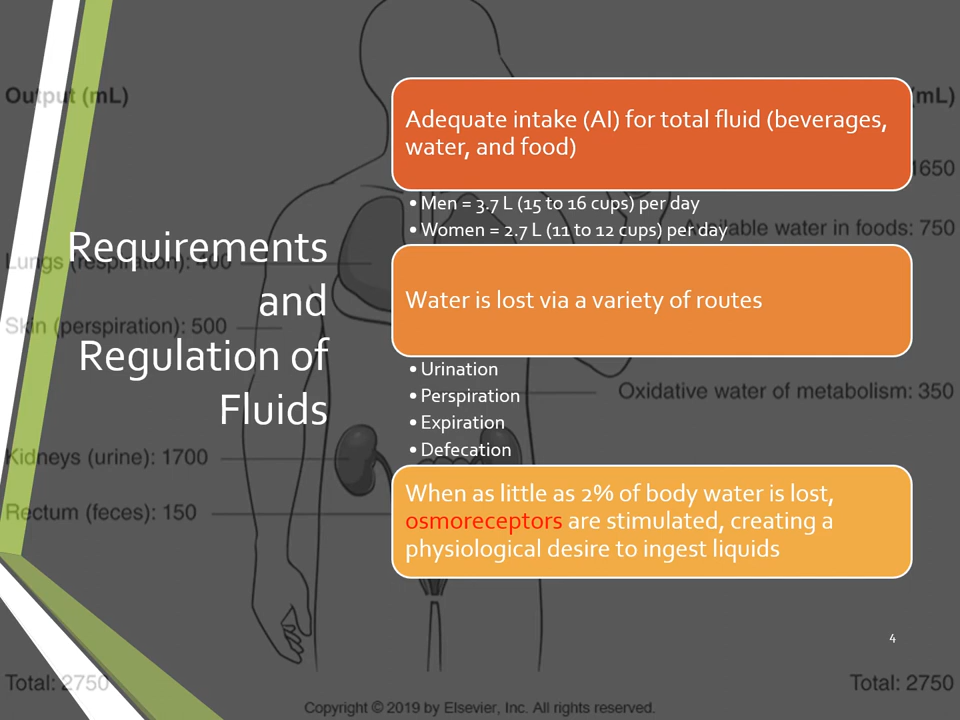 Requirements
and
Regulation of
Fluids
Adequate intake (AI) for total fluid (beverages,
water, and food)
• Men = 3.7 L (15 to 16 cups) per day
• Women = 2.7 L (11 to 12 cups) per day
Water is lost via a variety of routes
• Urination
• Perspiration
• Expiration
• Defecation
When as little as 2% of body water is lost,
osmoreceptors are stimulated, creating a
physiological desire to ingest liquids
4
Output (mL)
Lungs (respiration): 400
Skin (perspiration): 500
Kidneys (urine): 1700
Rectum (feces): 150
Total: 2750
(mL)
1650
water in foods: 750
Oxidative water of metabolism: 350
Total: 2750
Copyright © 2019 by Elsevier, Inc. All rights reserved.